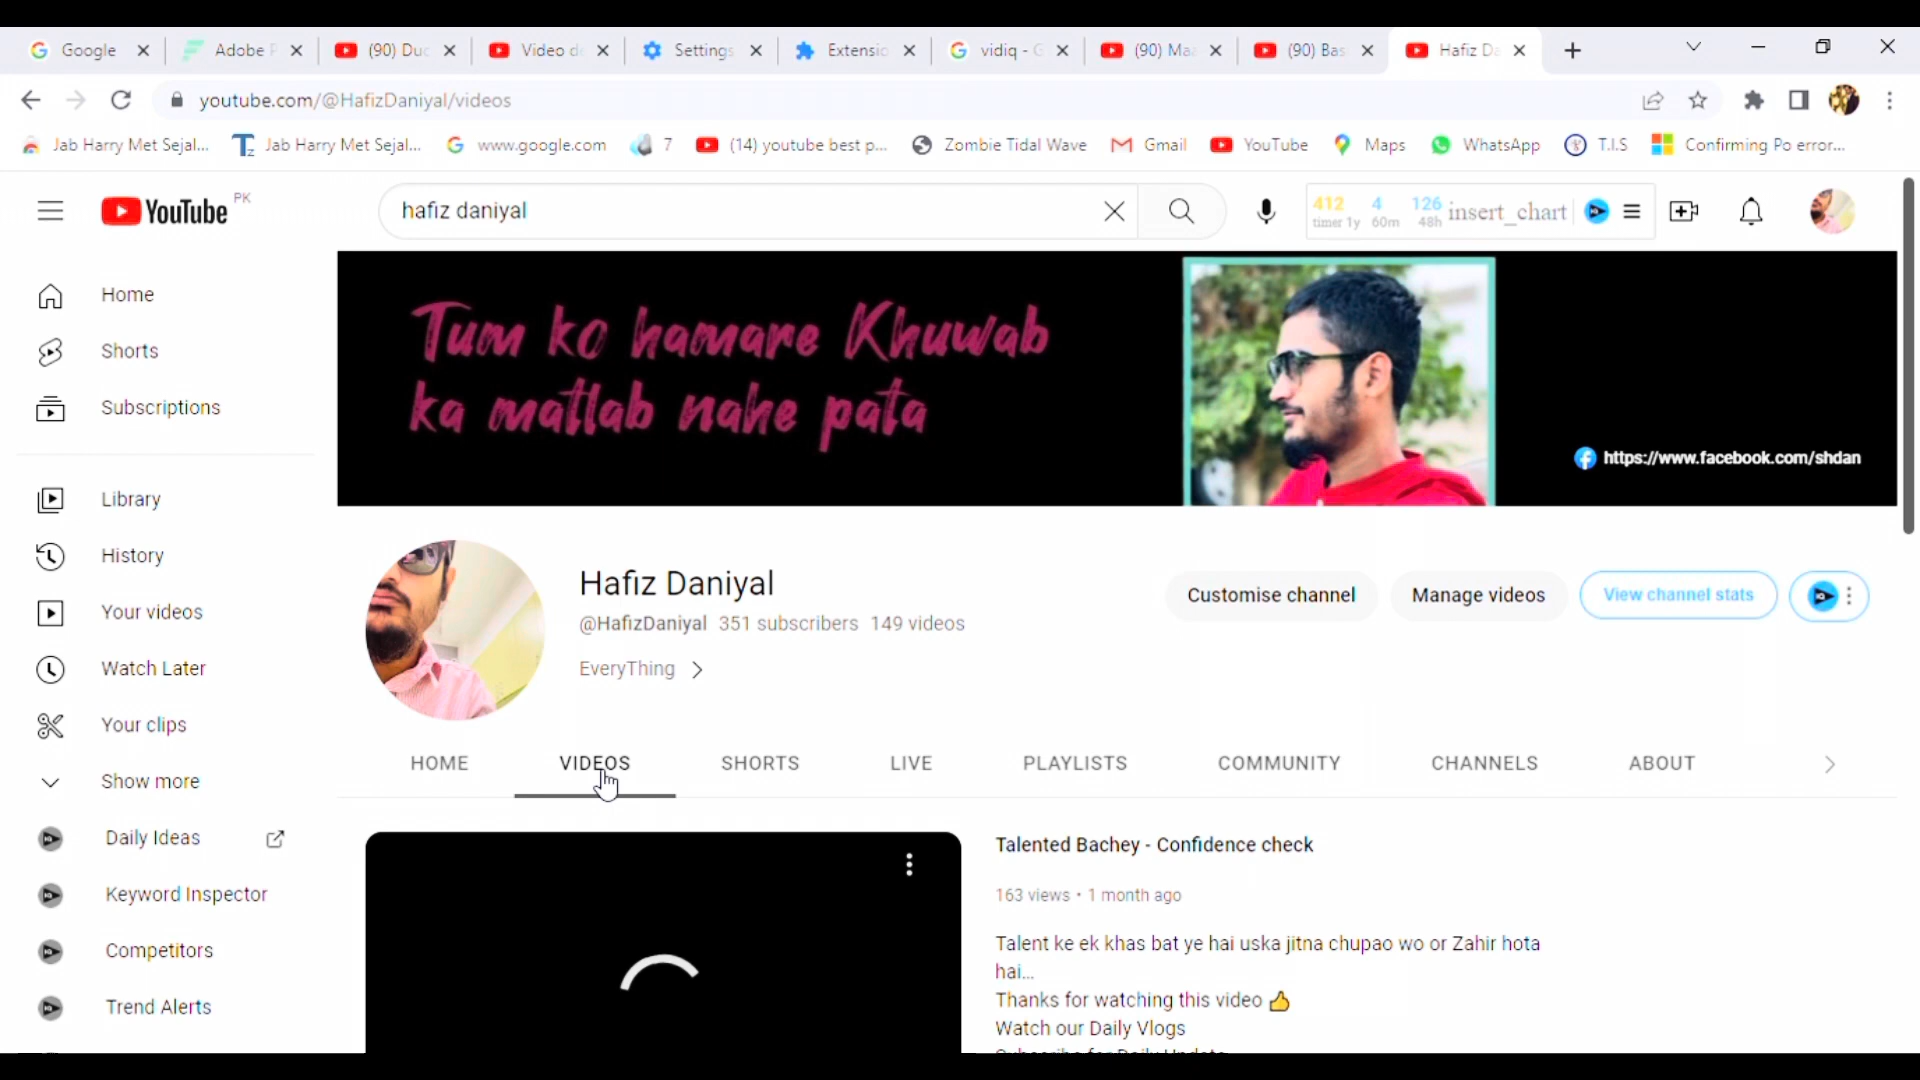 Google
Adobe
(90) Du
Video d
Settings
Extensio
vidiq - G
(90) Ma
(90) Bas
Hafiz Da
youtube.com/@HafizDaniyal/videos
Jab Harry Met Sejal...
Jab Harry Met Sejal...
www.google.com
7
(14) youtube best p...
Zombie Tidal Wave
Gmail
YouTube
Maps
WhatsApp
T.I.S
Confirming Po error...
YouTube PK
hafiz daniyal
412 4 126
timer 1y 60m 48h
insert_chart
Home
Shorts
Subscriptions
Library
History
Your videos
Watch Later
Your clips
Show more
Daily Ideas
Keyword Inspector
Competitors
Trend Alerts
Tum ko hamare Khuwab
ka matlab nahe pata
https://www.facebook.com/shdan
Hafiz Daniyal
@HafizDaniyal 351 subscribers 149 videos
EveryThing
Customise channel
Manage videos
View channel stats
HOME
VIDEOS
SHORTS
LIVE
PLAYLISTS
COMMUNITY
CHANNELS
ABOUT
Talented Bachey - Confidence check
163 views • 1 month ago
Talent ke ek khas bat ye hai uska jitna chupao wo or Zahir hota
hai...
Thanks for watching this video 👍
Watch our Daily Vlogs